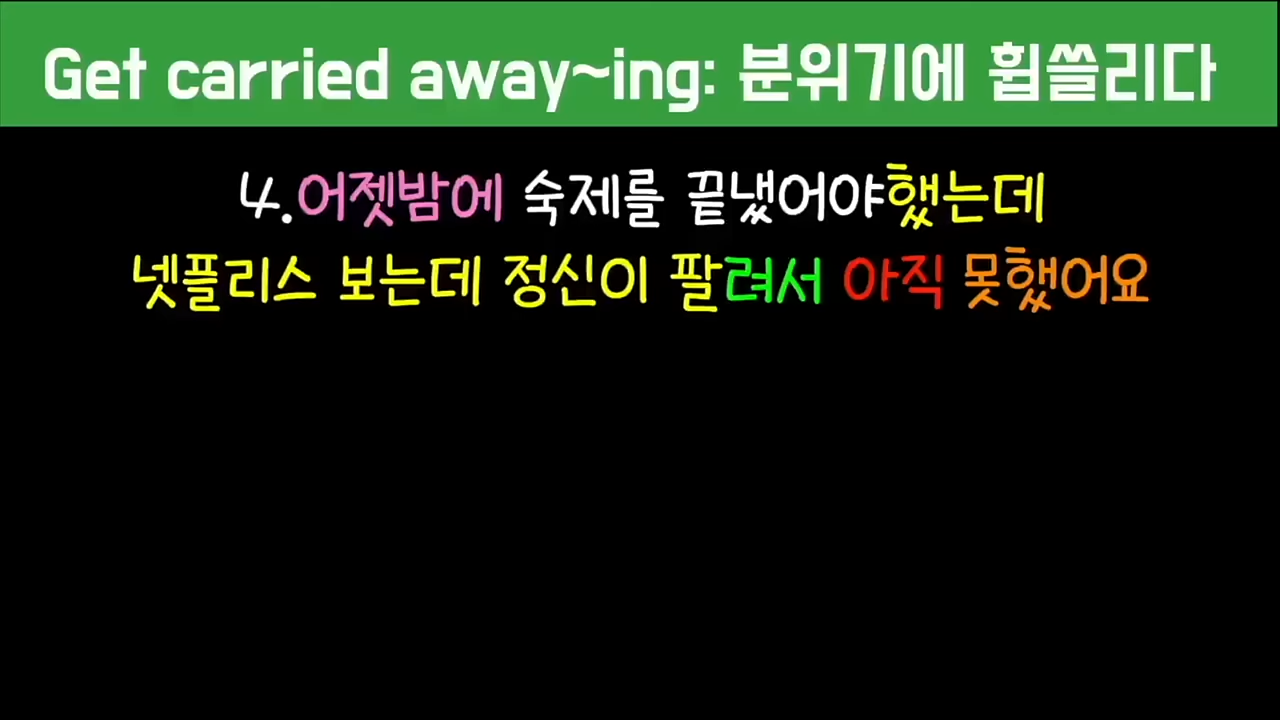 Get carried away~ing: 분위기에 휩쓸리다
4.어젯밤에 숙제를 끝냈어야했는데
넷플리스 보는데 정신이 팔려서 아직 못했어요